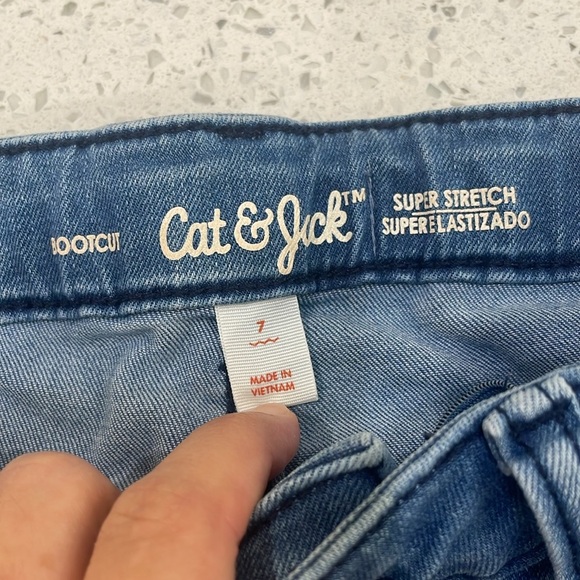 BOOTCUT
Cat & Jack™
SUPER STRETCH
SUPERELASTIZADO
7
MADE IN
VIETNAM